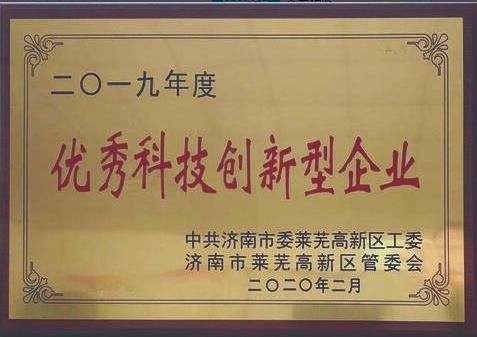 二〇一九年度
优秀科技创新型企业
中共济南市委莱芜高新区工委
济南市莱芜高新区管委会
二〇二〇年二月